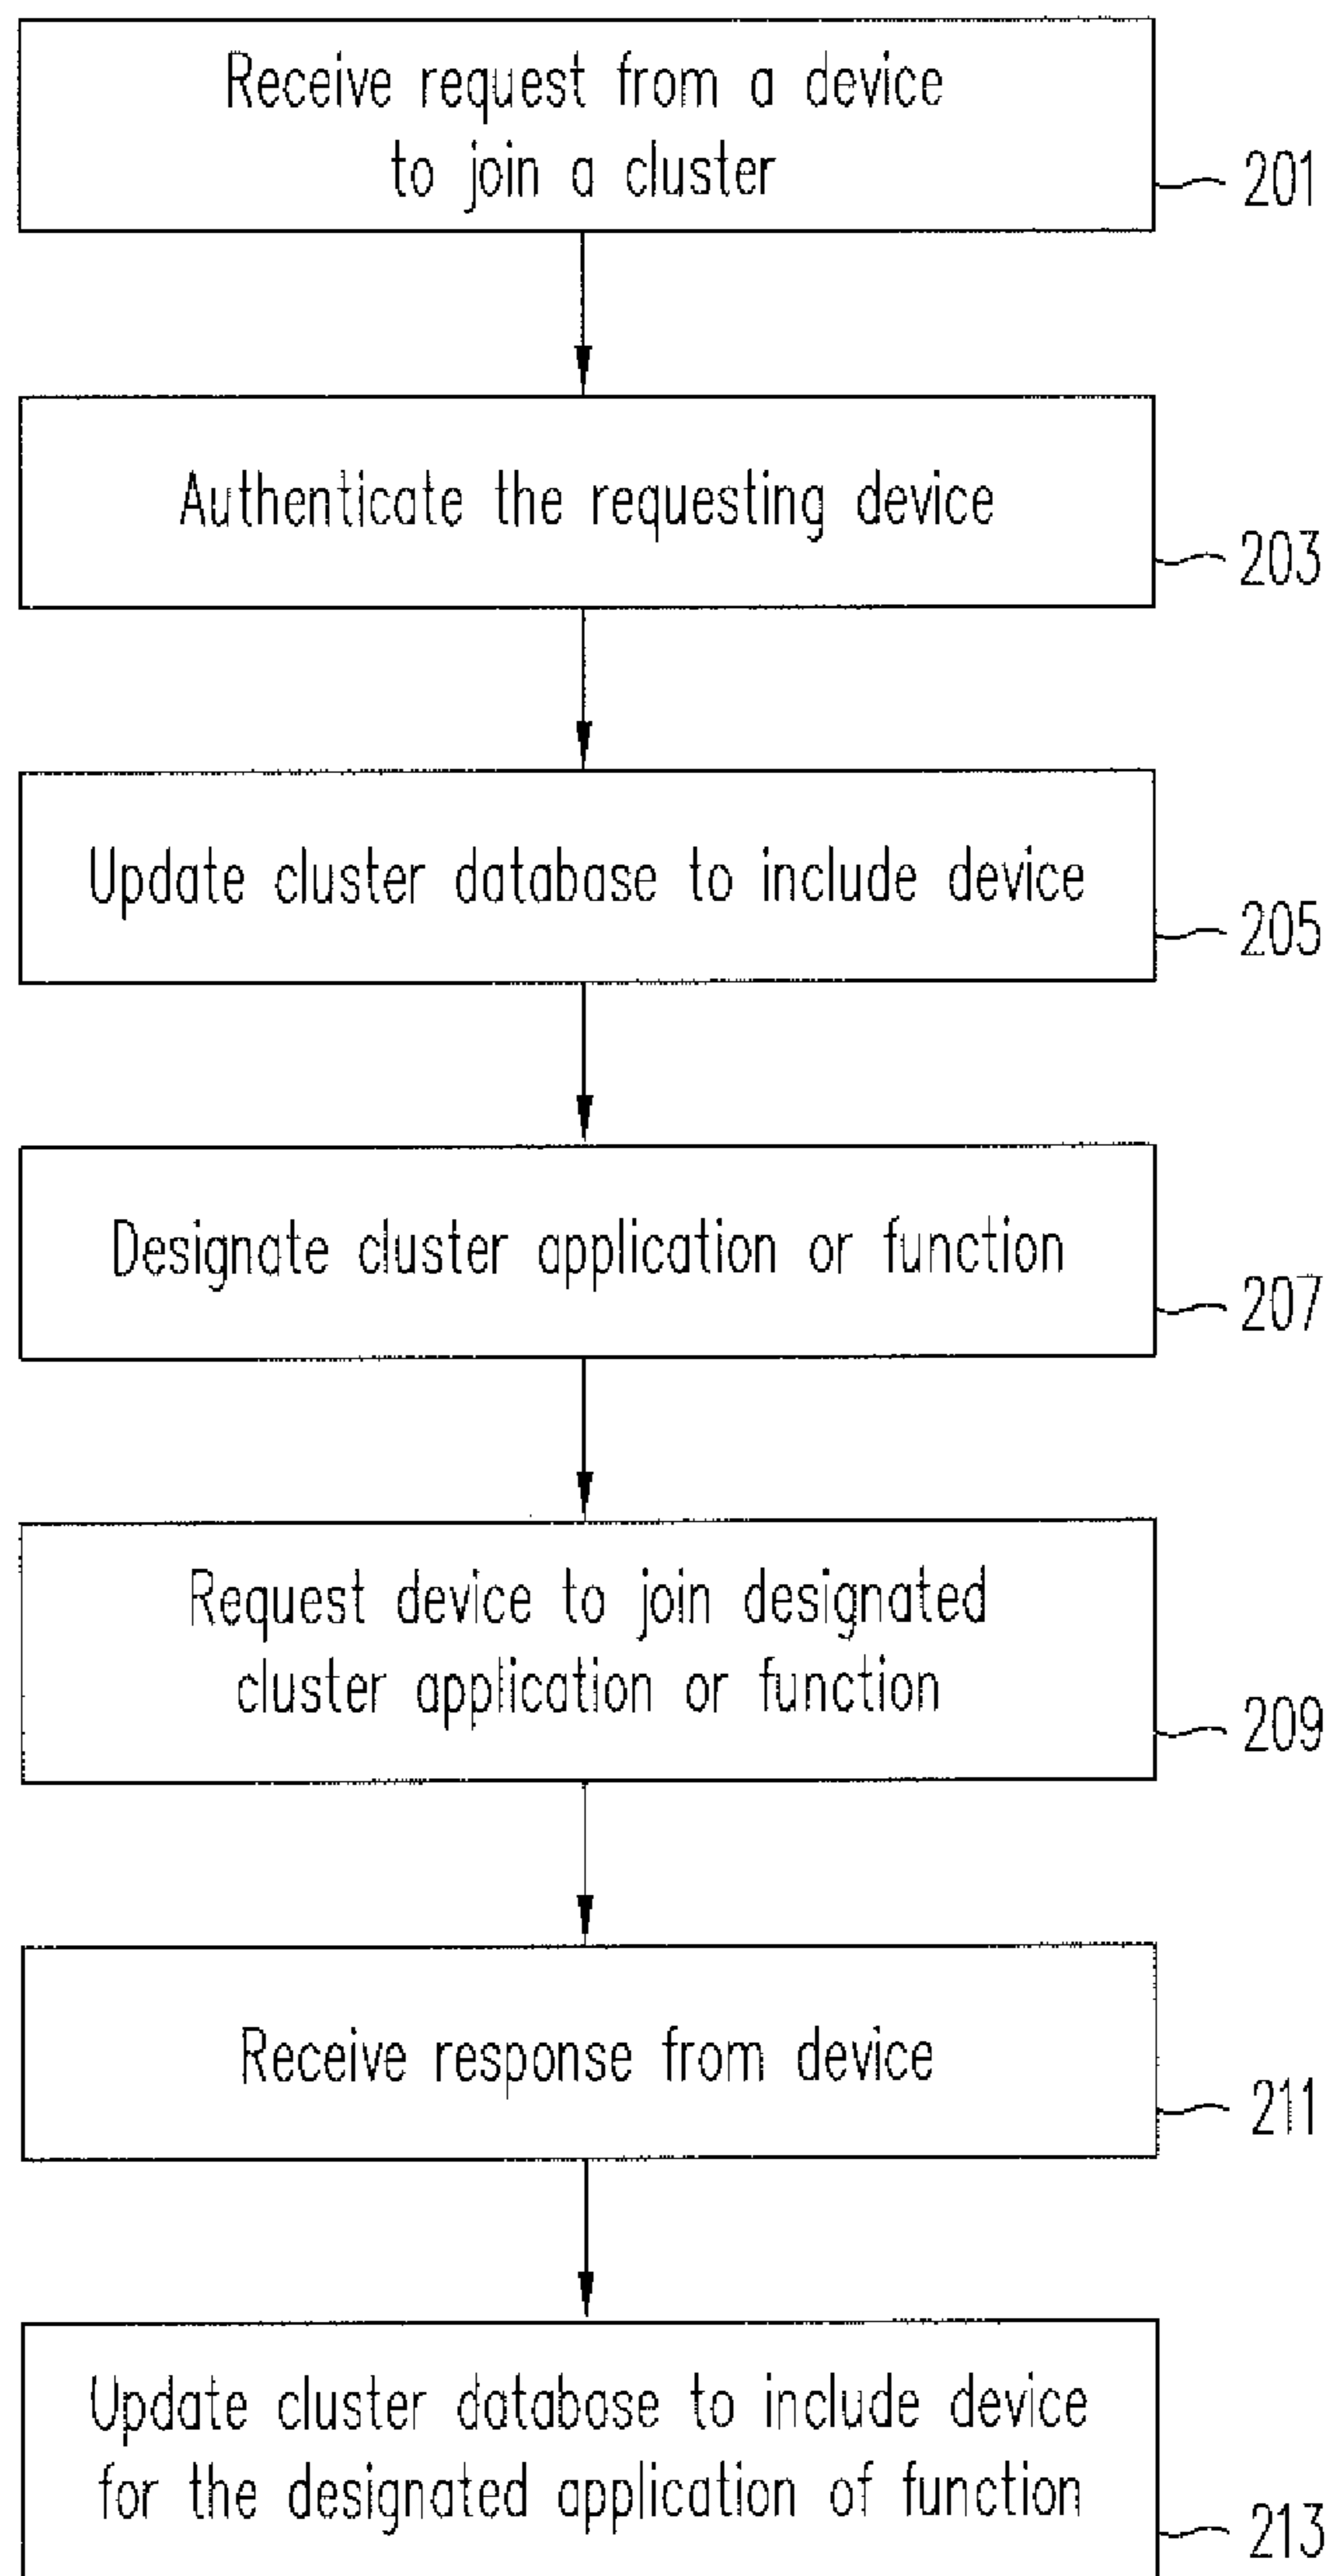 Receive request from a device
to join a cluster
201
Authenticate the requesting device
203
Update cluster database to include device
205
Designate cluster application or function
207
Request device to join designated
cluster application or function
209
Receive response from device
211
Update cluster database to include device
for the designated application of function
213